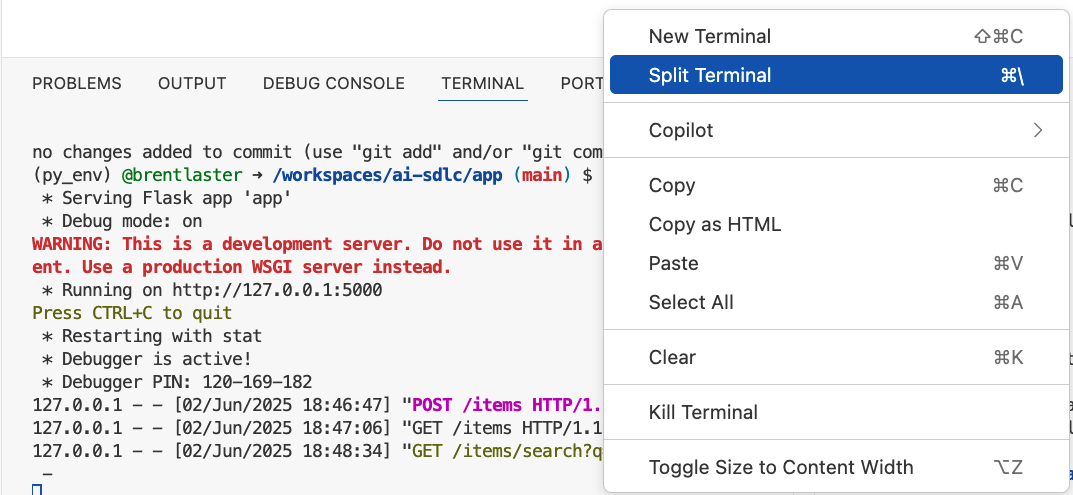 PROBLEMS OUTPUT DEBUG CONSOLE TERMINAL PORT
no changes added to commit (use "git add" and/or "git com
(py_env) @brentlaster → /workspaces/ai-sdlc/app (main) $
* Serving Flask app 'app'
* Debug mode: on
WARNING: This is a development server. Do not use it in a
ent. Use a production WSGI server instead.
* Running on http://127.0.0.1:5000
Press CTRL+C to quit
* Restarting with stat
* Debugger is active!
* Debugger PIN: 120-169-182
127.0.0.1 - - [02/Jun/2025 18:46:47] "POST /items HTTP/1.
127.0.0.1 - - [02/Jun/2025 18:47:06] "GET /items HTTP/1.1
127.0.0.1 - - [02/Jun/2025 18:48:34] "GET /items/search?q
-
New Terminal ⇧⌘C
Split Terminal ⌘\
Copilot
Copy ⌘C
Copy as HTML
Paste ⌘V
Select All ⌘A
Clear ⌘K
Kill Terminal
Toggle Size to Content Width ⌥Z